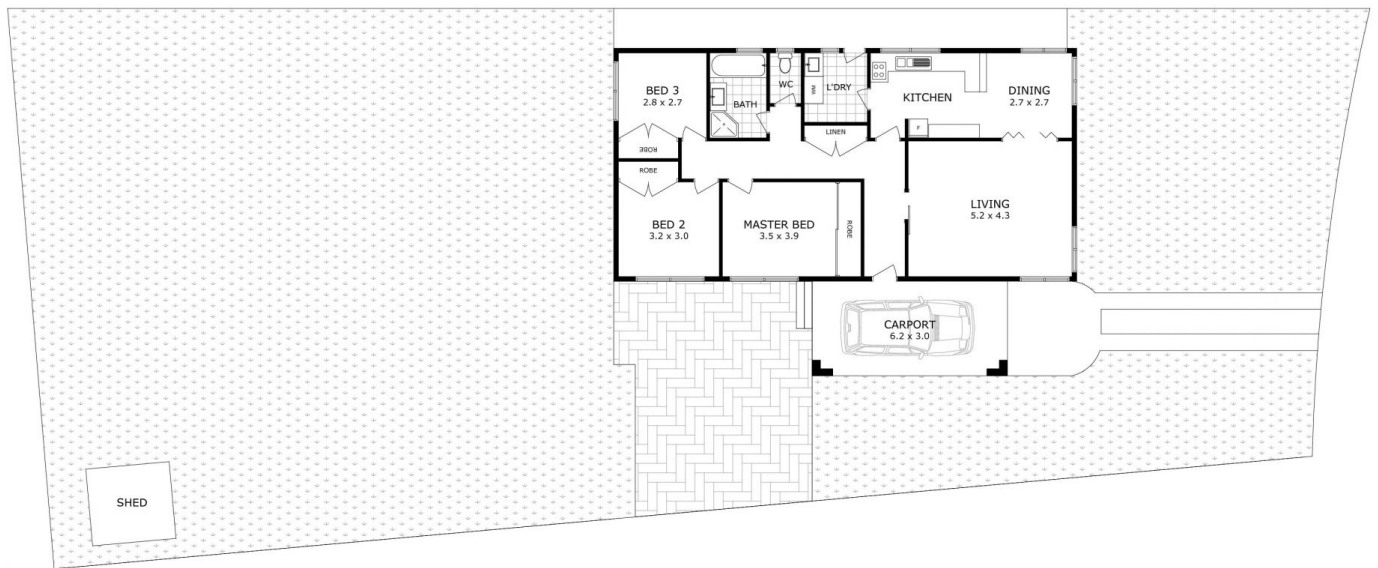 BED 3
2.8 x 2.7
BATH
WC
WM
L'DRY
KITCHEN
DINING
2.7 x 2.7
F
LINEN
ROBE
ROBE
BED 2
3.2 x 3.0
MASTER BED
3.5 x 3.9
ROBE
LIVING
5.2 x 4.3
CARPORT
6.2 x 3.0
SHED